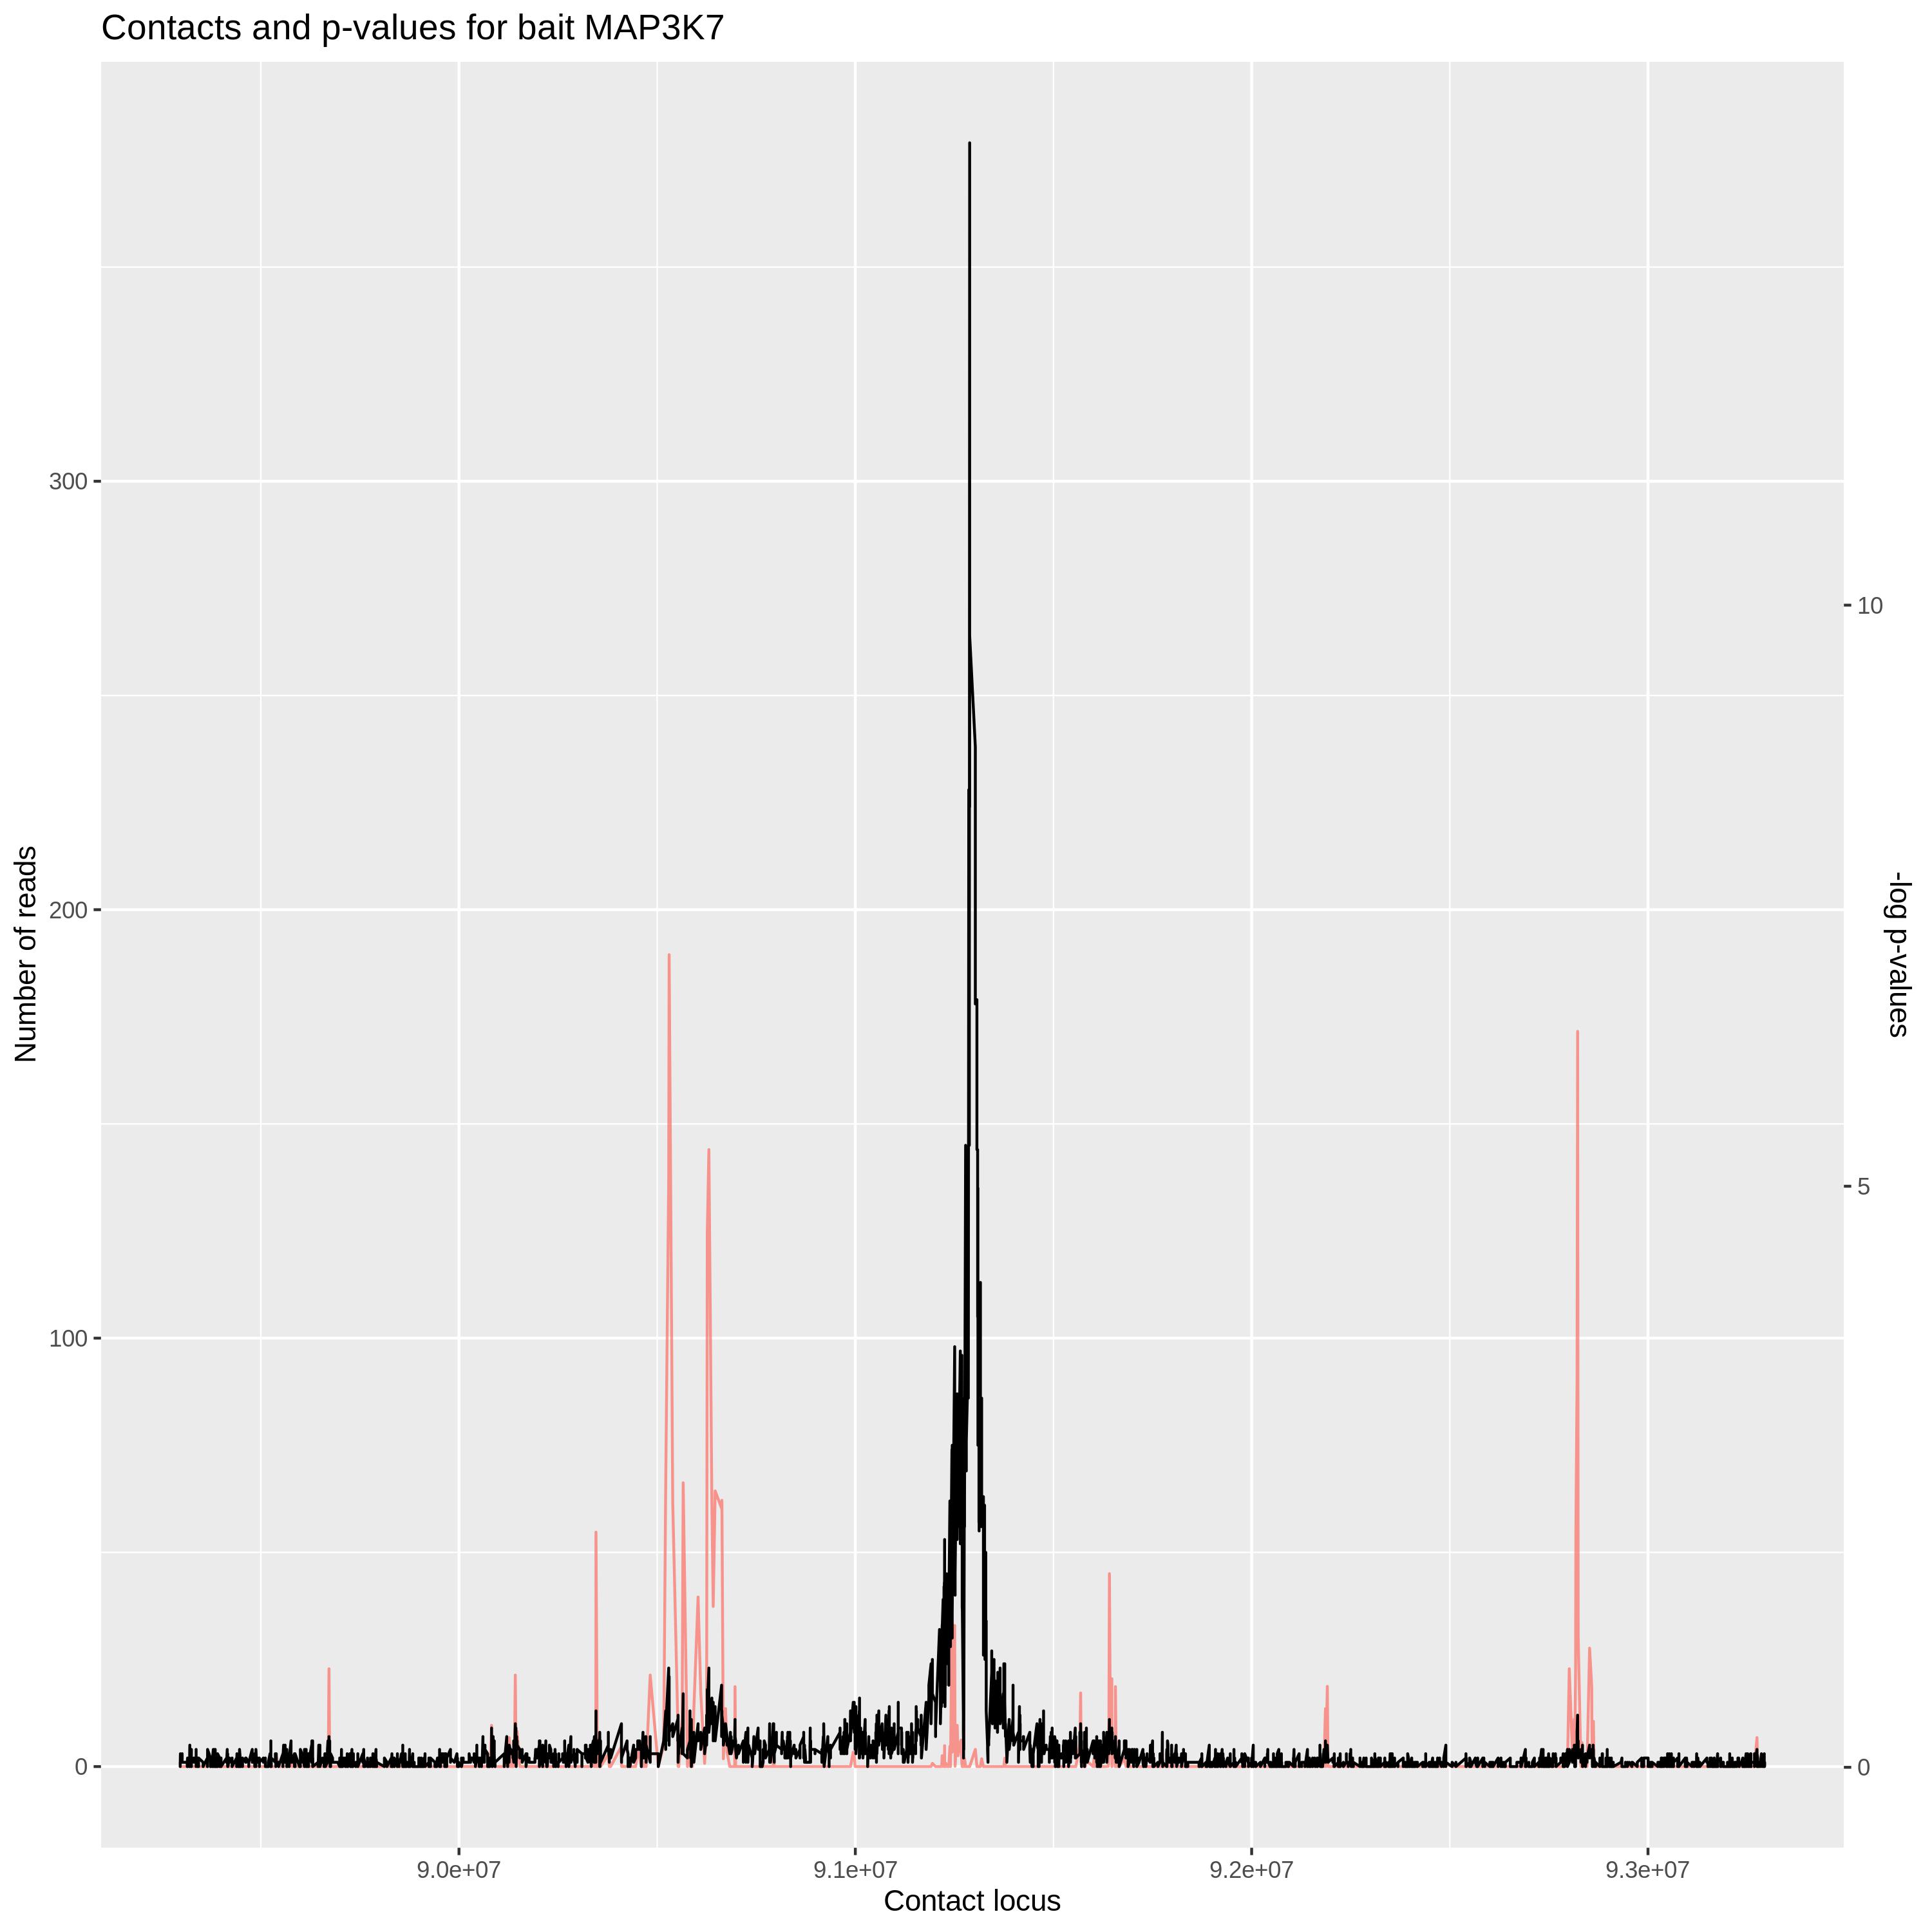 Contacts and p-values for bait MAP3K7
300
200
100
0
Number of reads
10
5
0
-log p-values
9.0e+07
9.1e+07
9.2e+07
9.3e+07
Contact locus